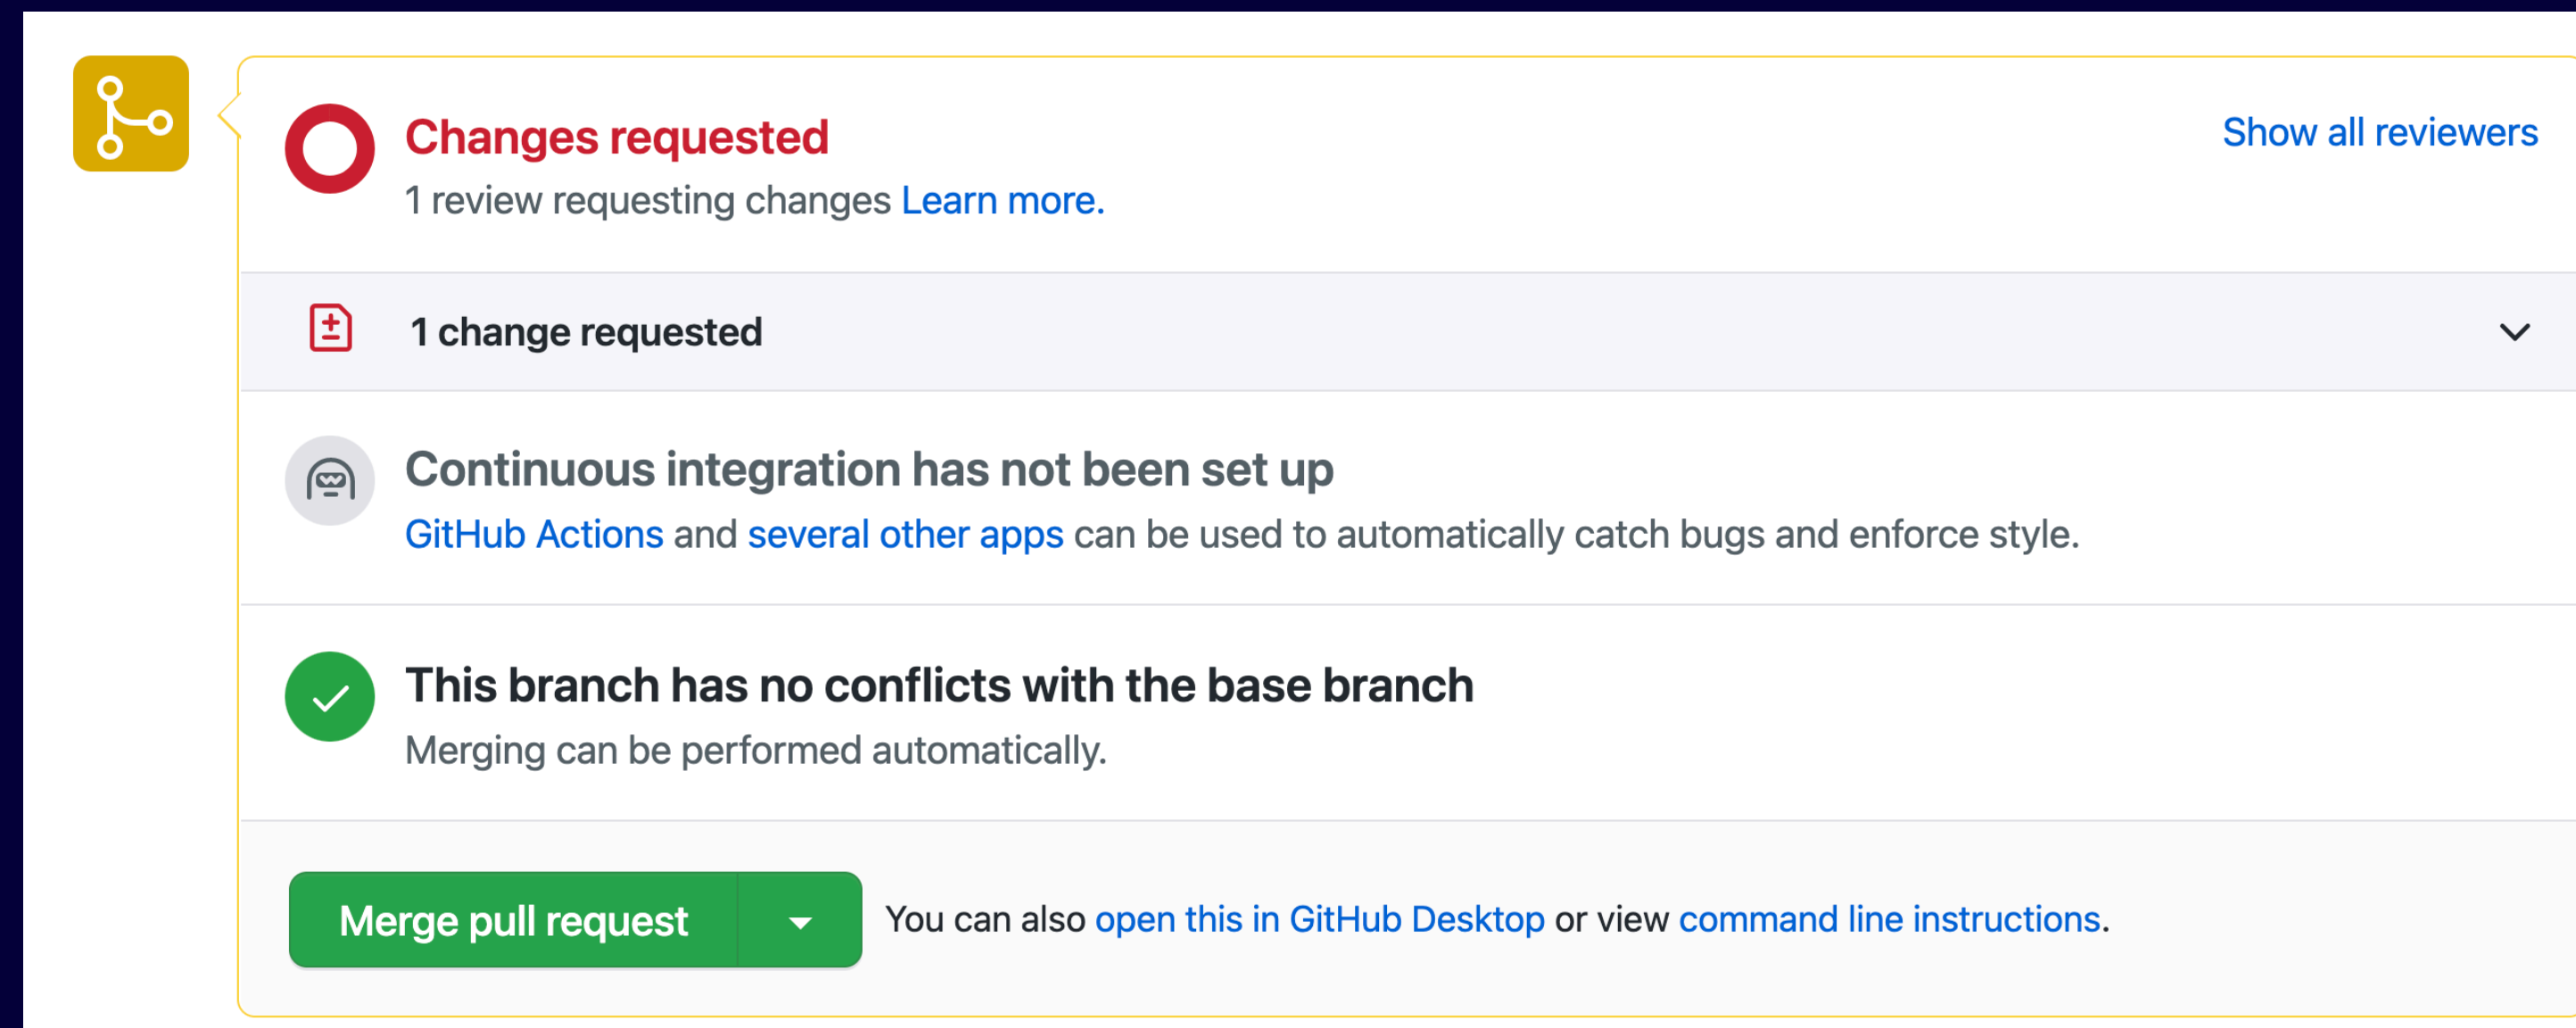 Changes requested
Show all reviewers
1 review requesting changes Learn more.
1 change requested
Continuous integration has not been set up
GitHub Actions and several other apps can be used to automatically catch bugs and enforce style.
This branch has no conflicts with the base branch
Merging can be performed automatically.
Merge pull request
You can also open this in GitHub Desktop or view command line instructions.